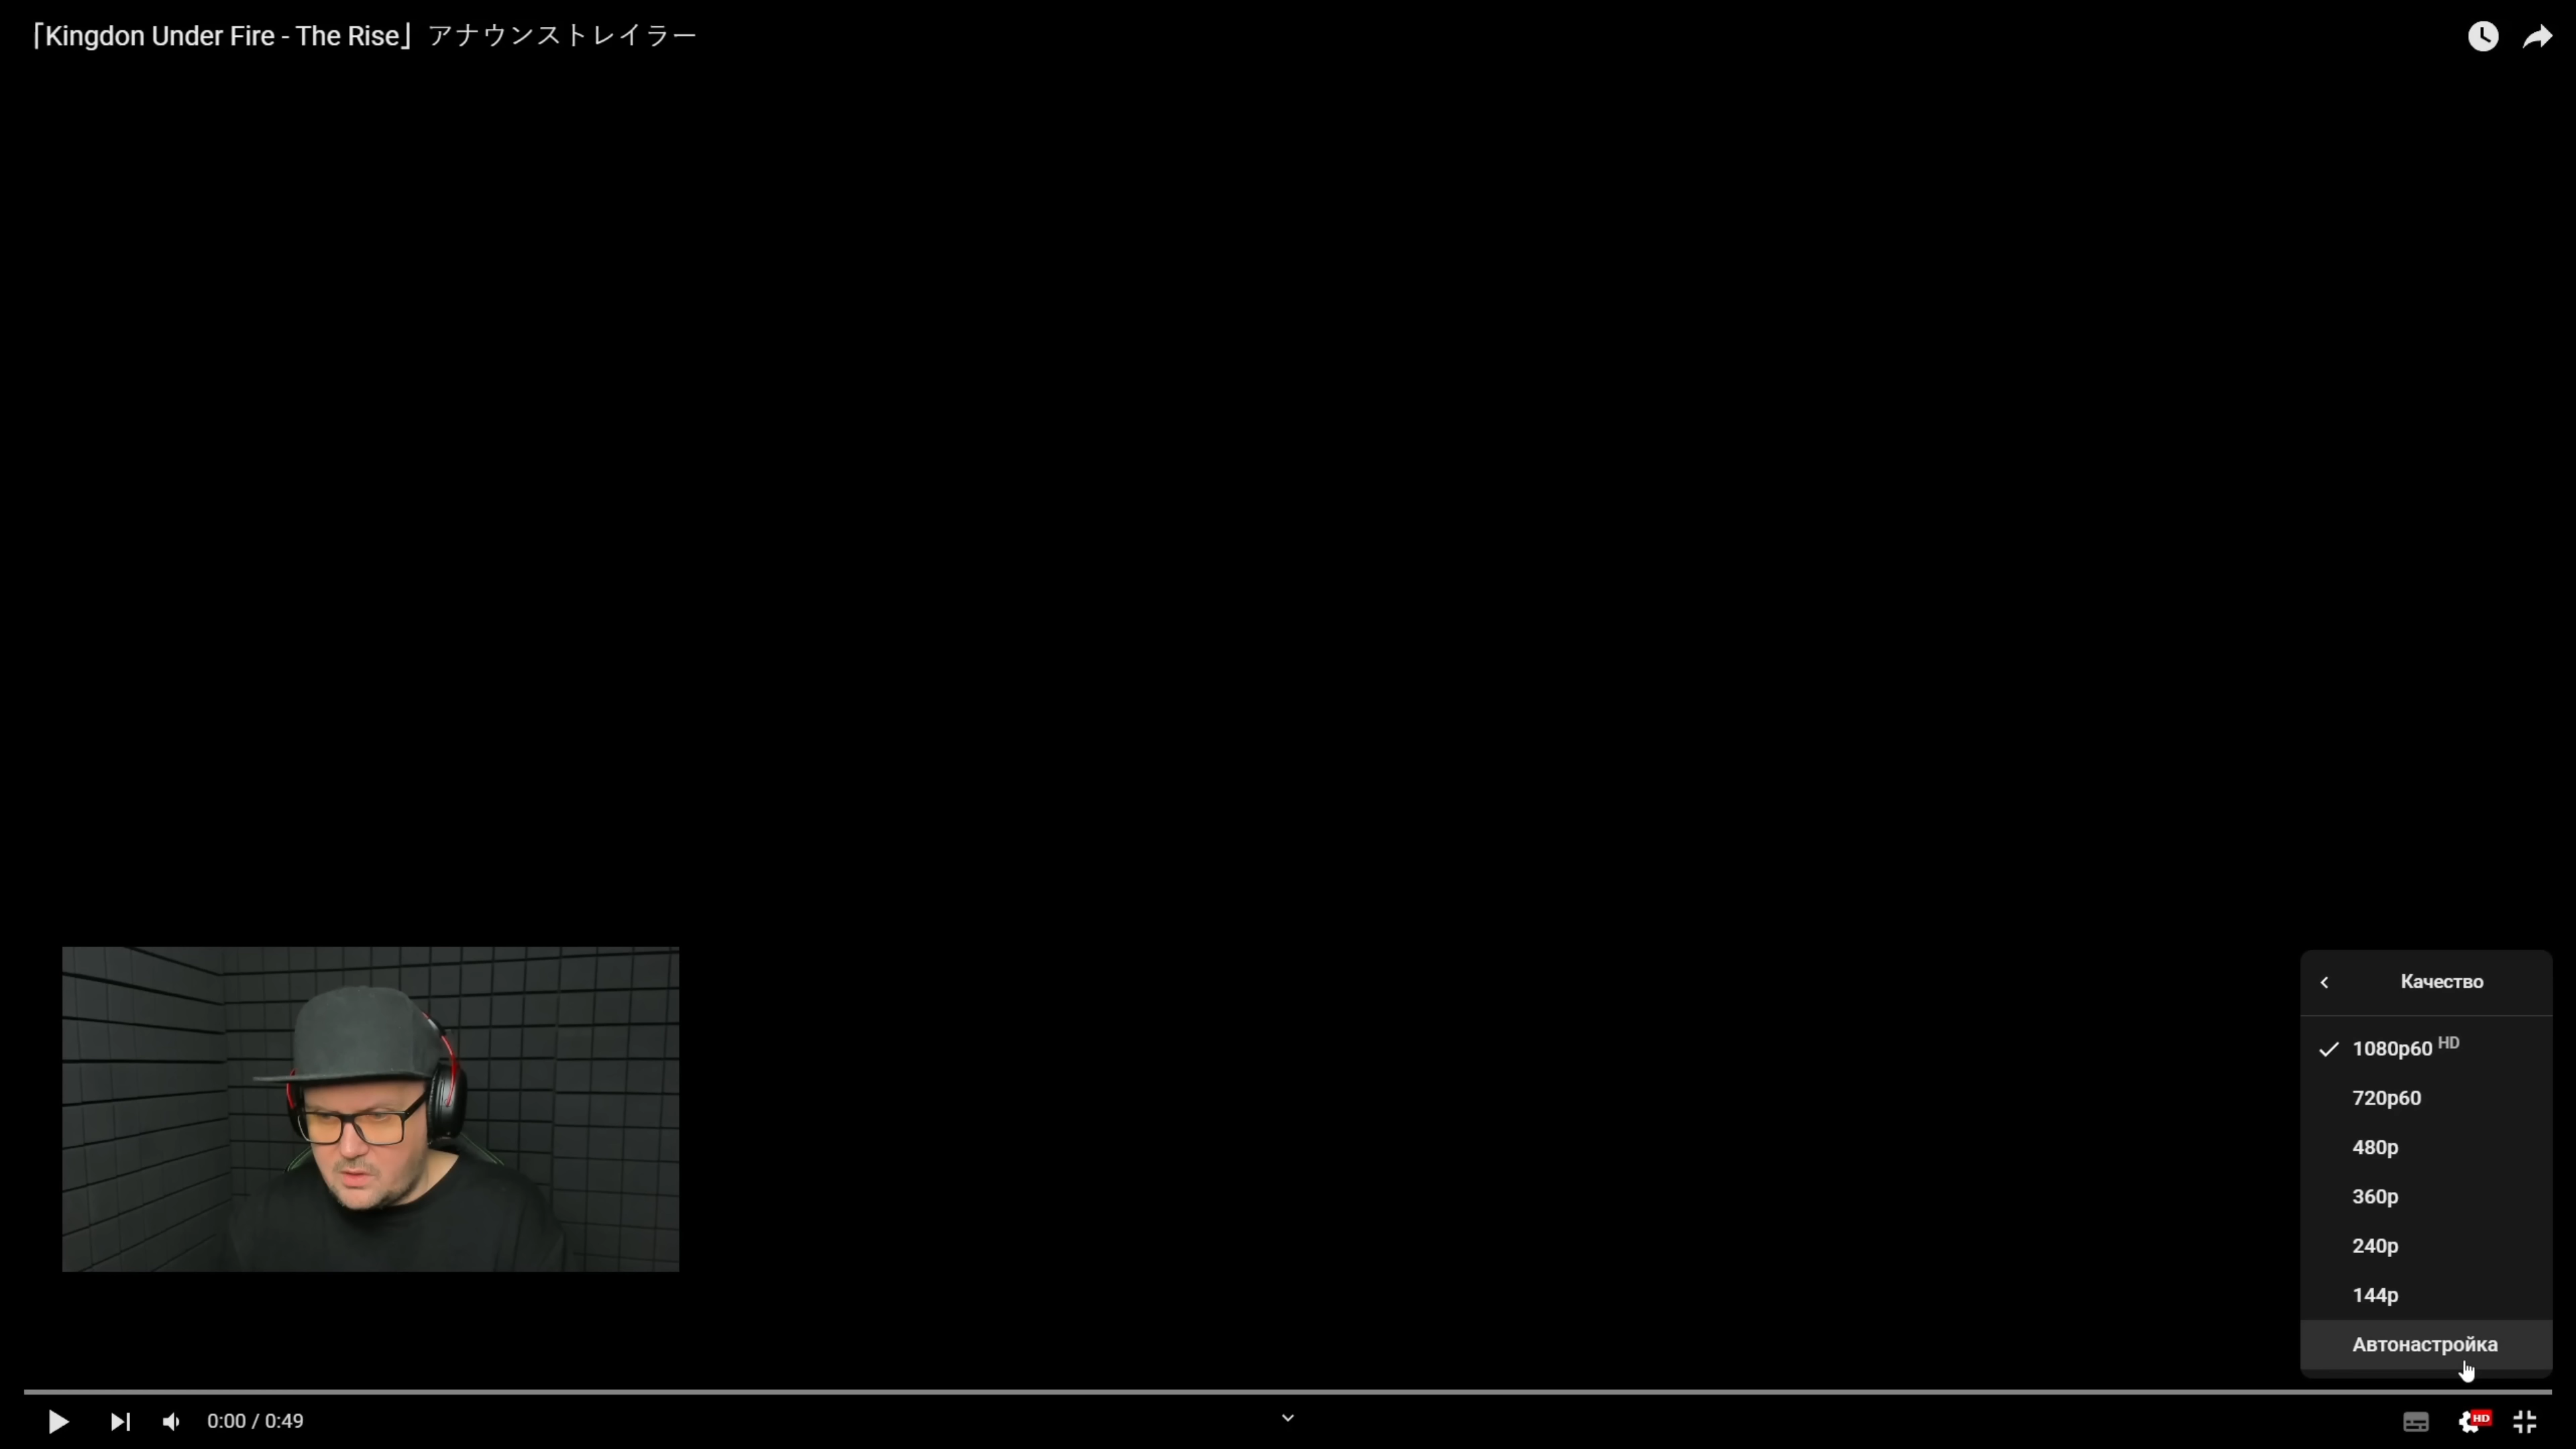 「Kingdon Under Fire - The Rise」アナウンストレイラー
Качество
1080p60 HD
720p60
480p
360p
240p
144p
Автонастройка
0:00 / 0:49
HD